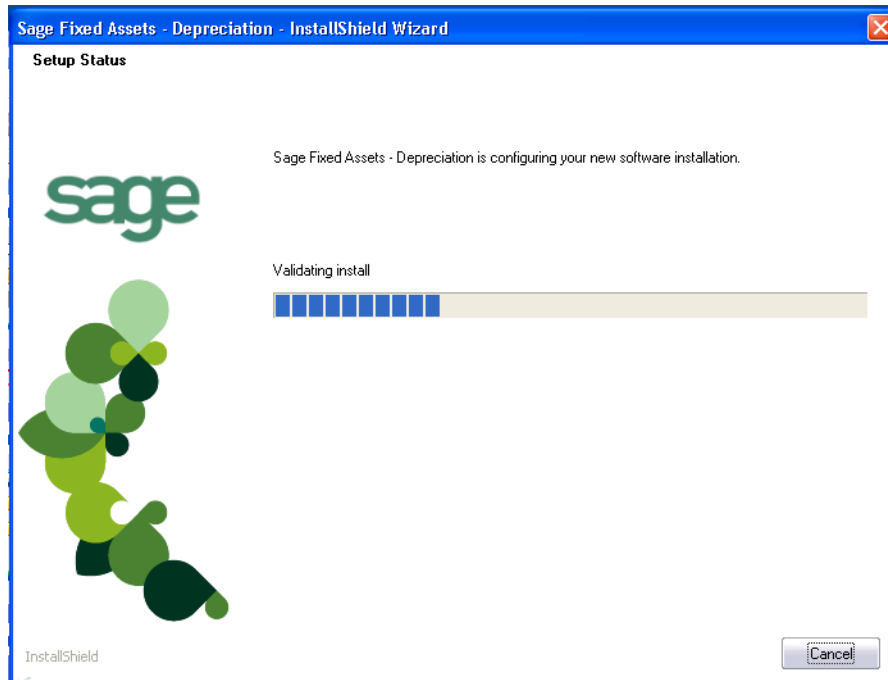 Sage Fixed Assets - Depreciation - InstallShield Wizard
Setup Status
Sage Fixed Assets - Depreciation is configuring your new software installation.
sage
Validating install
InstallShield
Cancel